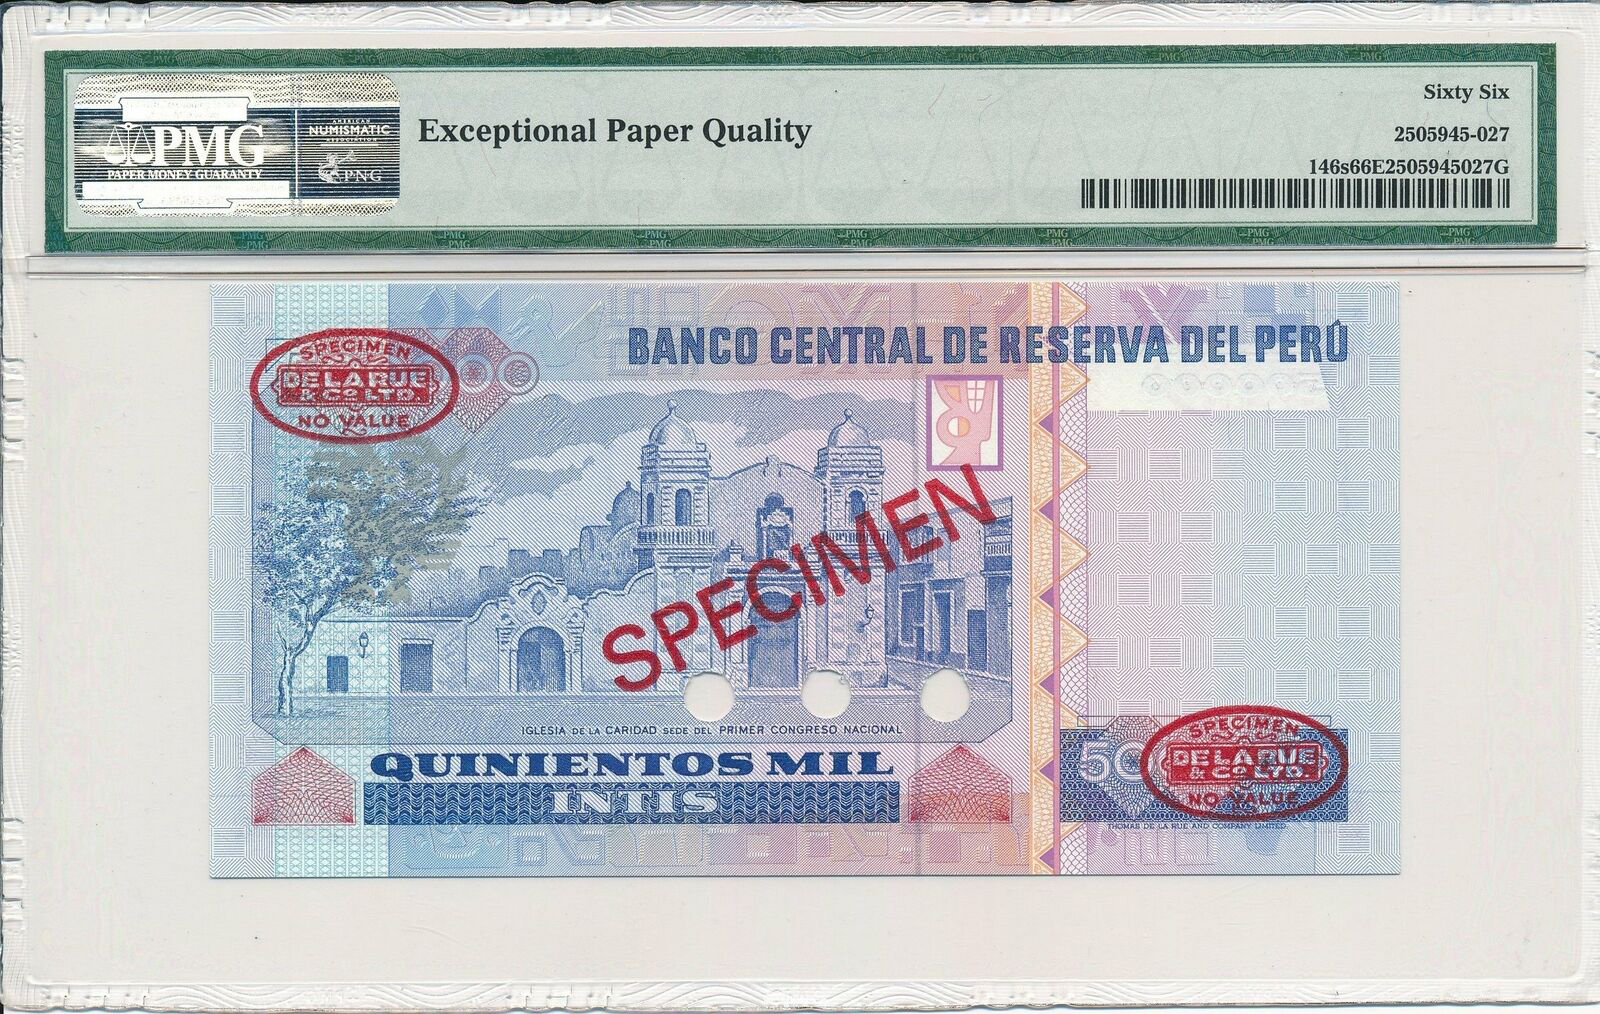 PMG
PAPER MONEY GUARANTY
AMERICAN
NUMISMATIC
ASSOCIATION
PNG
Exceptional Paper Quality
Sixty Six
2505945-027
146s66E2505945027G
BANCO CENTRAL DE RESERVA DEL PERÚ
SPECIMEN
DE LA RUE
& Cº LTD.
NO VALUE
SPECIMEN
IGLESIA DE LA CARIDAD SEDE DEL PRIMER CONGRESO NACIONAL
QUINIENTOS MIL
INTIS
SPECIMEN
DE LA RUE
& Cº LTD.
NO VALUE
THOMAS DE LA RUE AND COMPANY LIMITED